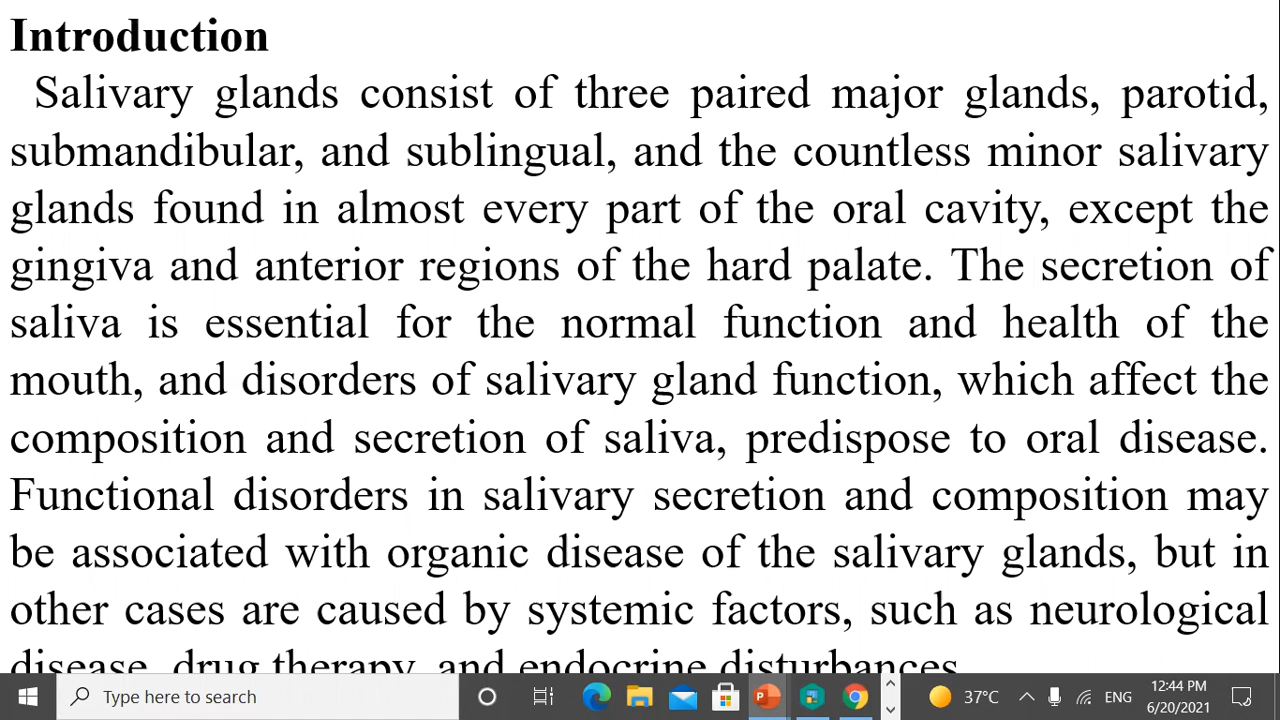 Introduction
Salivary glands consist of three paired major glands, parotid,
submandibular, and sublingual, and the countless minor salivary
glands found in almost every part of the oral cavity, except the
gingiva and anterior regions of the hard palate. The secretion of
saliva is essential for the normal function and health of the
mouth, and disorders of salivary gland function, which affect the
composition and secretion of saliva, predispose to oral disease.
Functional disorders in salivary secretion and composition may
be associated with organic disease of the salivary glands, but in
other cases are caused by systemic factors, such as neurological
disease, drug therapy, and endocrine disturbances
Type here to search
37°C
ENG
12:44 PM
6/20/2021